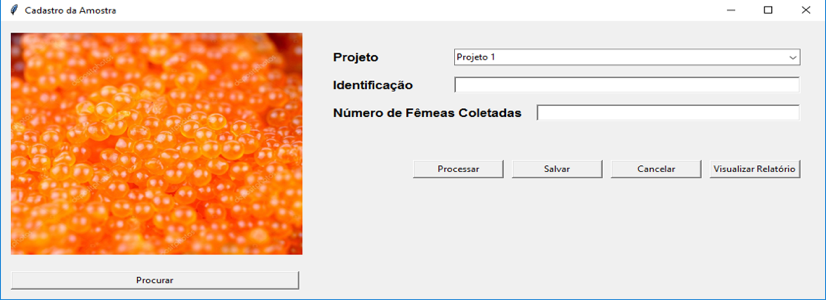 Cadastro da Amostra
Projeto
Projeto 1
Identificação
Número de Fêmeas Coletadas
Processar
Salvar
Cancelar
Visualizar Relatório
Procurar